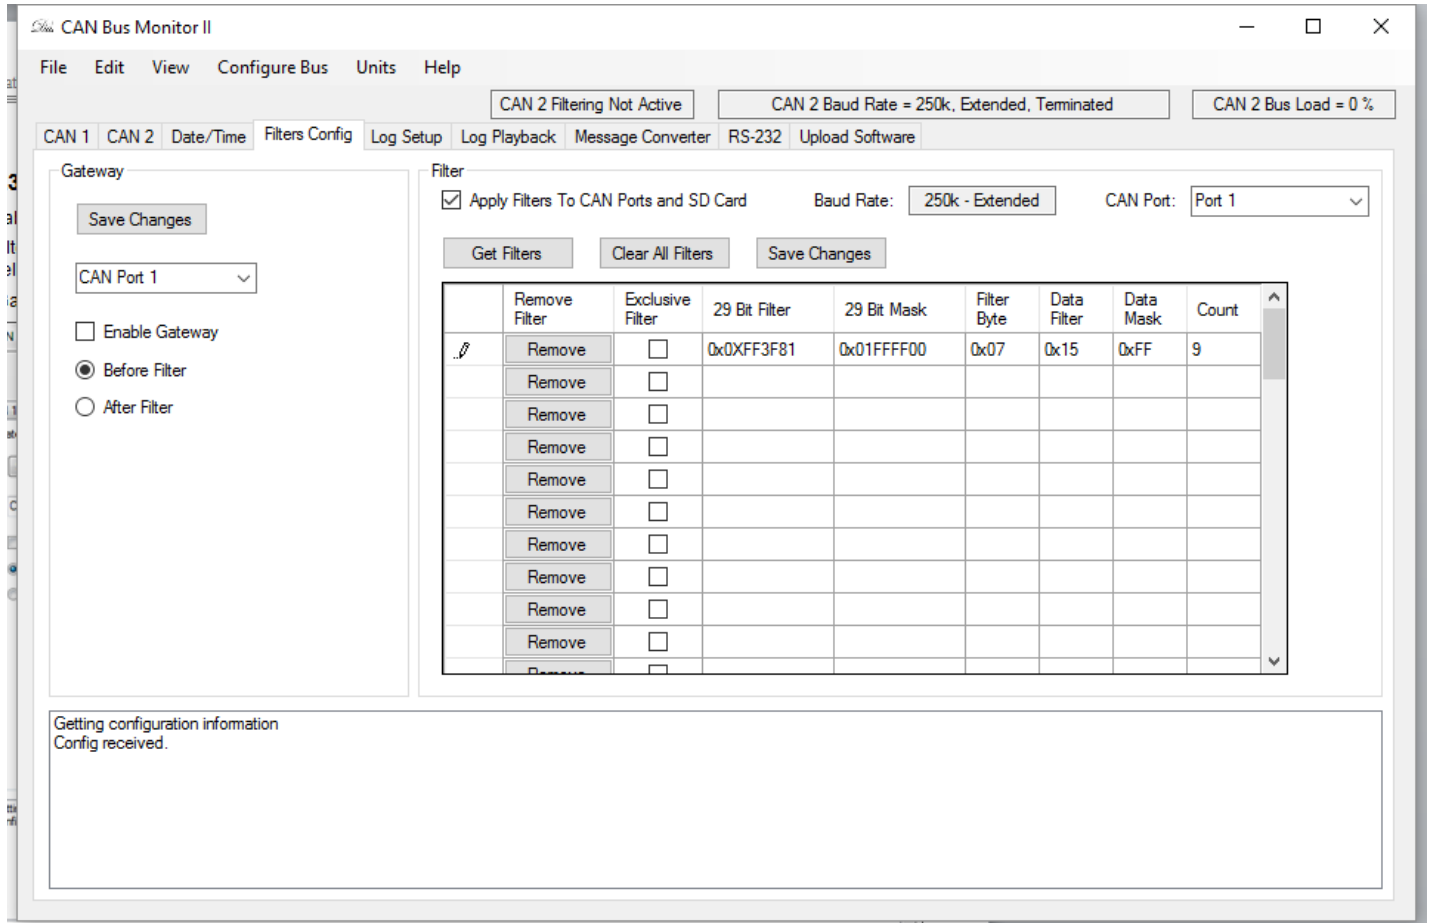 CAN Bus Monitor II
File Edit View Configure Bus Units Help
CAN 2 Filtering Not Active CAN 2 Baud Rate = 250k, Extended, Terminated CAN 2 Bus Load = 0 %
CAN 1 CAN 2 Date/Time Filters Config Log Setup Log Playback Message Converter RS-232 Upload Software
Gateway
Save Changes
CAN Port 1
Enable Gateway
Before Filter
After Filter
Filter
Apply Filters To CAN Ports and SD Card Baud Rate: 250k - Extended CAN Port: Port 1
Get Filters Clear All Filters Save Changes
Remove Filter Exclusive Filter 29 Bit Filter 29 Bit Mask Filter Byte Data Filter Data Mask Count
Remove 0x0XFF3F81 0x01FFFF00 0x07 0x15 0xFF 9
Remove
Remove
Remove
Remove
Remove
Remove
Remove
Remove
Remove
Remove
Getting configuration information
Config received.